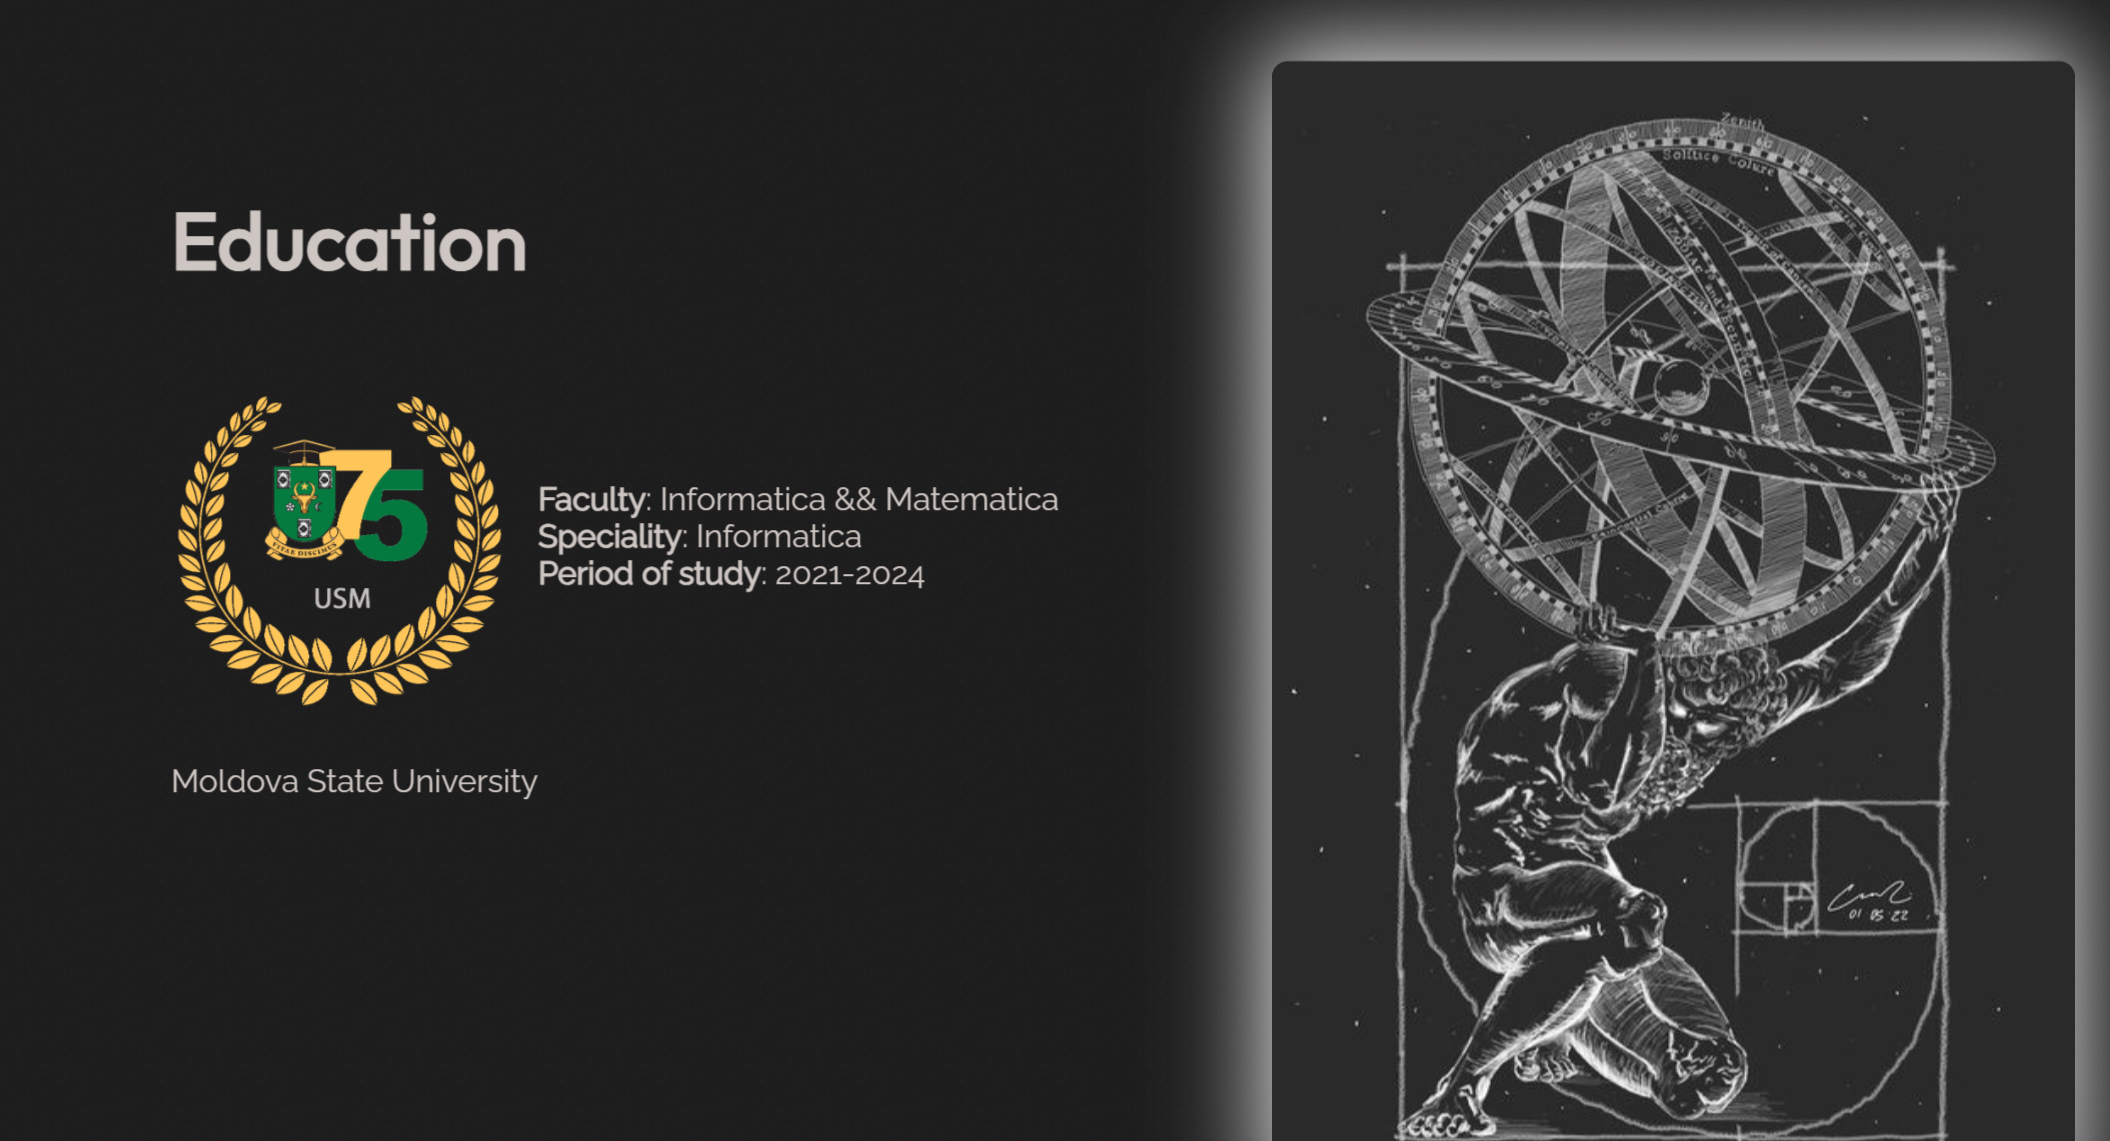 Education
75
VITAE DISCIMUS
USM
Faculty: Informatica && Matematica
Speciality: Informatica
Period of study: 2021-2024
Moldova State University
Zenith
Solstice Colure
01 05 22